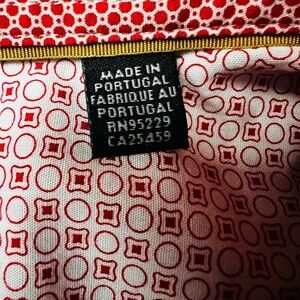 MADE IN
PORTUGAL
FABRIQUE AU
PORTUGAL
RN95229
CA25459